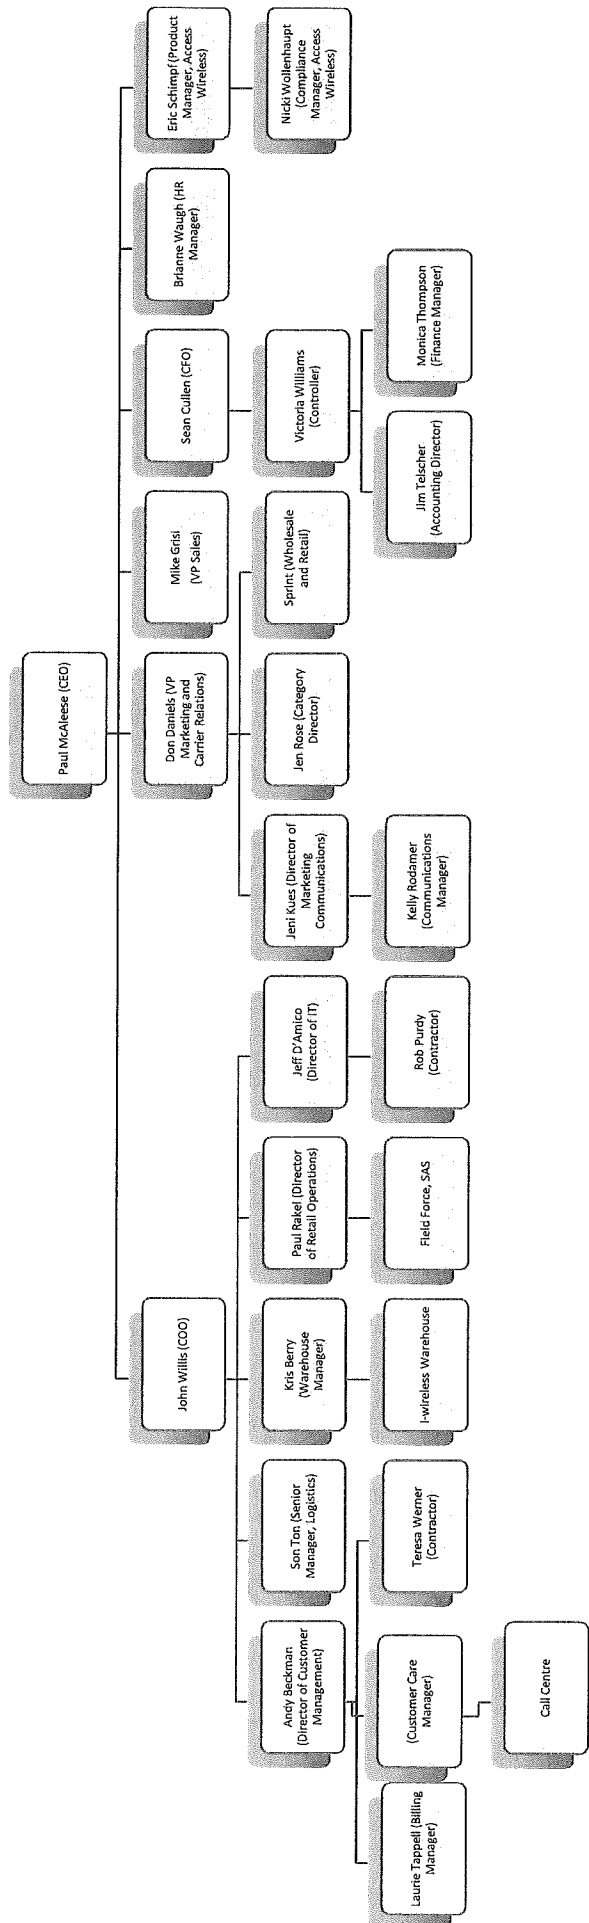 Paul McAleese (CEO)
John Willis (COO)
Don Daniels (VP
Marketing and
Carrier Relations)
Mike Grisi
(VP Sales)
Sean Cullen (CFO)
Brianne Waugh (HR
Manager)
Eric Schimpf (Product
Manager, Access
Wireless)
Andy Beckman
(Director of Customer
Management)
Son Ton (Senior
Manager, Logistics)
Kris Berry
(Warehouse
Manager)
Paul Rakel (Director
of Retail Operations)
Jeff D'Amico
(Director of IT)
Jeni Kues (Director of
Marketing
Communications)
Jen Rose (Category
Director)
Sprint (Wholesale
and Retail)
Victoria Williams
(Controller)
Nicki Wollenhaupt
(Compliance
Manager, Access
Wireless)
Laurie Tappell (Billing
Manager)
(Customer Care
Manager)
Teresa Werner
(Contractor)
I-wireless Warehouse
Field Force, SAS
Rob Purdy
(Contractor)
Kelly Rodamer
(Communications
Manager)
Jim Telscher
(Accounting Director)
Monica Thompson
(Finance Manager)
Call Centre